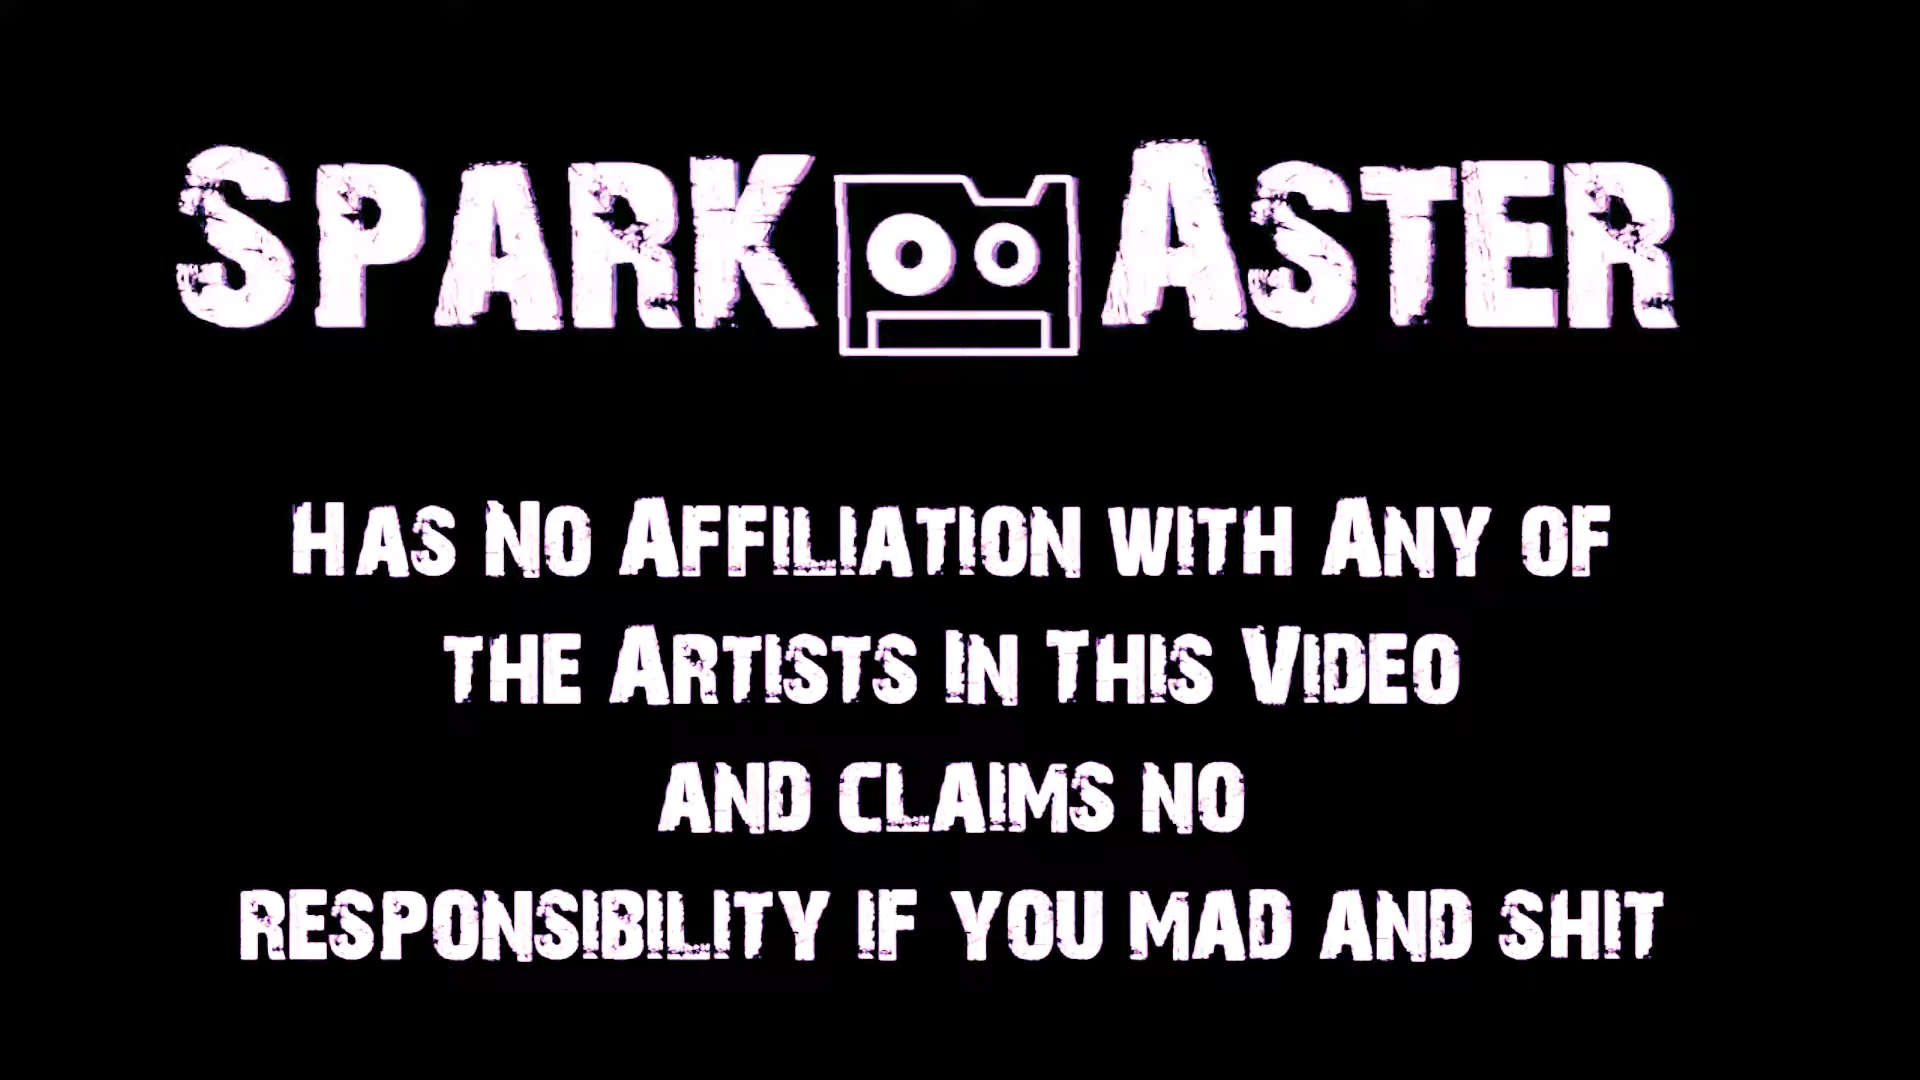 Spark Aster
Has No Affiliation with Any of
the Artists In This Video
and claims no
responsibility if you mad and shit